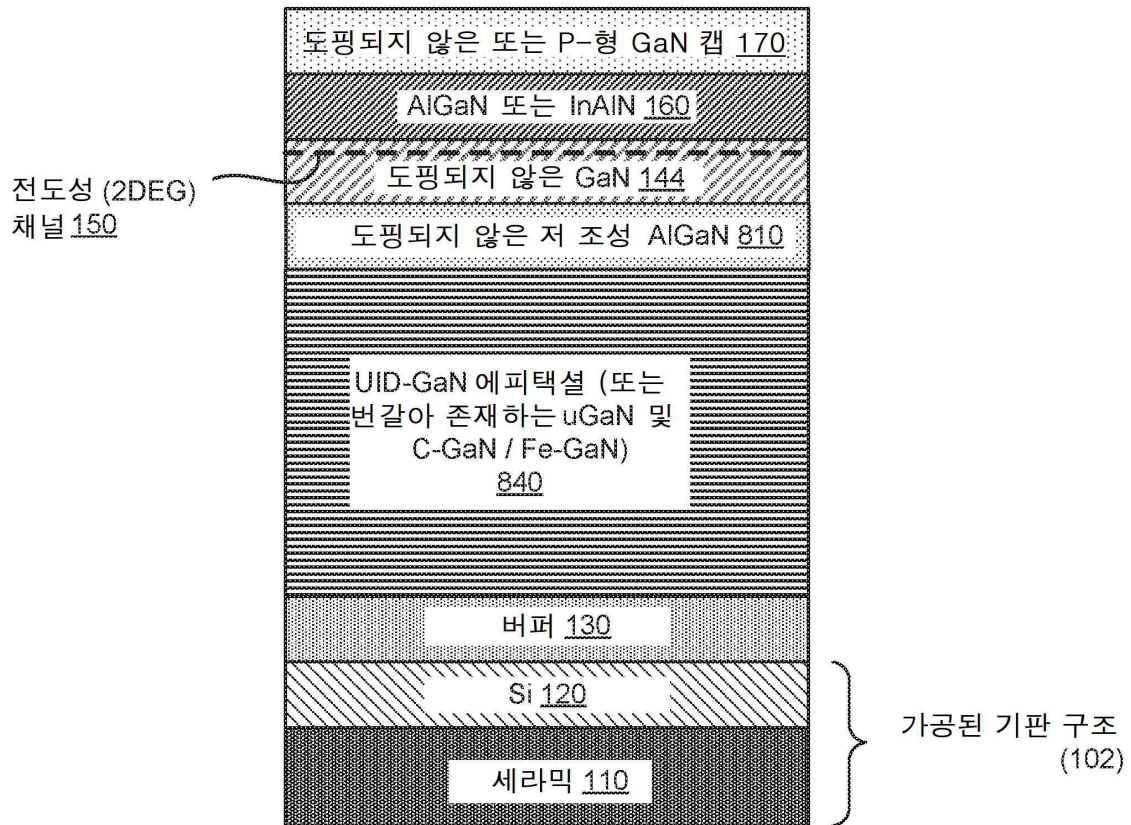 도핑되지 않은 또는 P-형 GaN 캡 170
AlGaN 또는 InAlN 160
전도성 (2DEG)
채널 150
도핑되지 않은 GaN 144
도핑되지 않은 저 조성 AlGaN 810
UID-GaN 에피택셜 (또는
번갈아 존재하는 uGaN 및
C-GaN / Fe-GaN)
840
버퍼 130
Si 120
세라믹 110
가공된 기판 구조
(102)